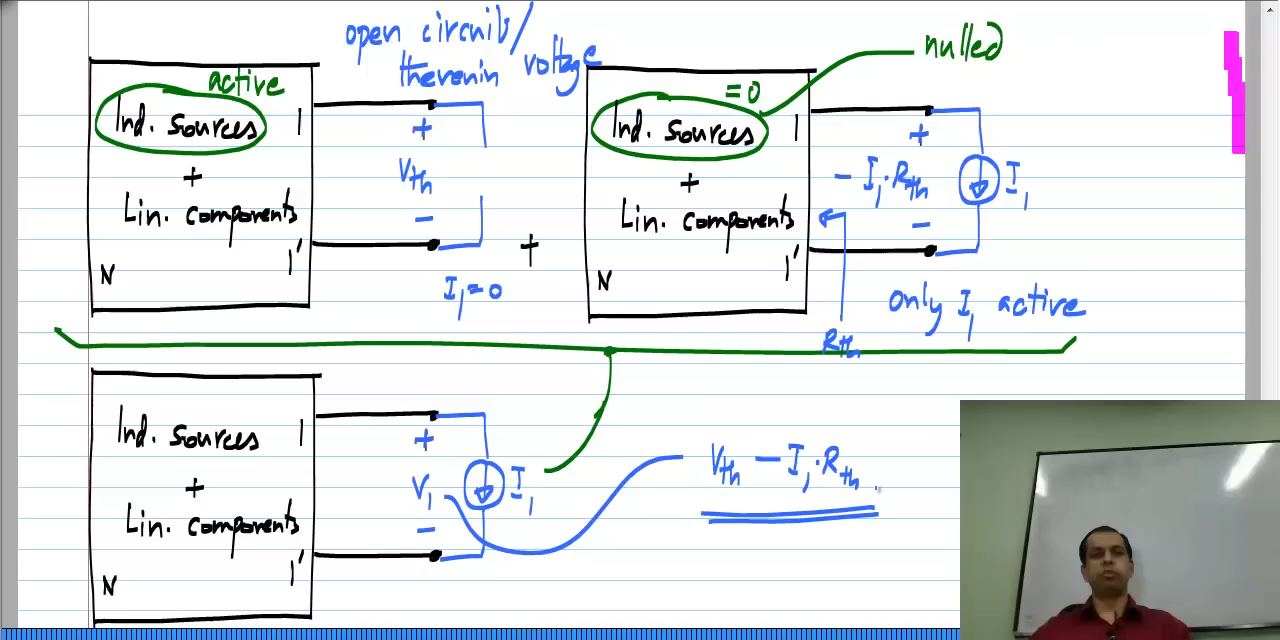 open circuit/
thevenin voltage
active
Ind. sources
+
Lin. components
N
1
1'
+
Vth
-
I1=0
+
nulled
=0
Ind. sources
+
Lin. components
N
1
1'
+
- I1.Rth
-
I1
Rth
only I1 active
Ind. sources
+
Lin. components
N
1
1'
+
V1
-
I1
Vth - I1.Rth